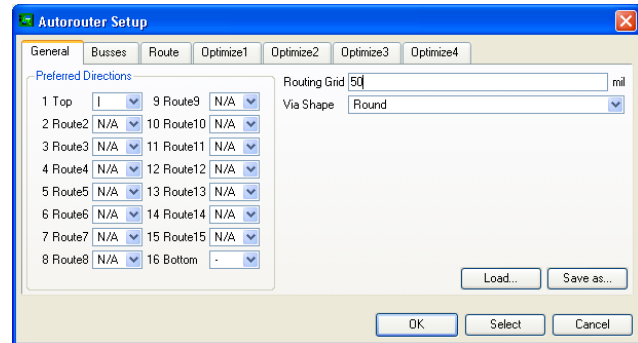 Autorouter Setup
General Busses Route Optimize1 Optimize2 Optimize3 Optimize4
Preferred Directions
Routing Grid 50 mil
1 Top | 9 Route9 N/A Via Shape Round
2 Route2 N/A 10 Route10 N/A
3 Route3 N/A 11 Route11 N/A
4 Route4 N/A 12 Route12 N/A
5 Route5 N/A 13 Route13 N/A
6 Route6 N/A 14 Route14 N/A
7 Route7 N/A 15 Route15 N/A
8 Route8 N/A 16 Bottom -
Load... Save as...
OK Select Cancel